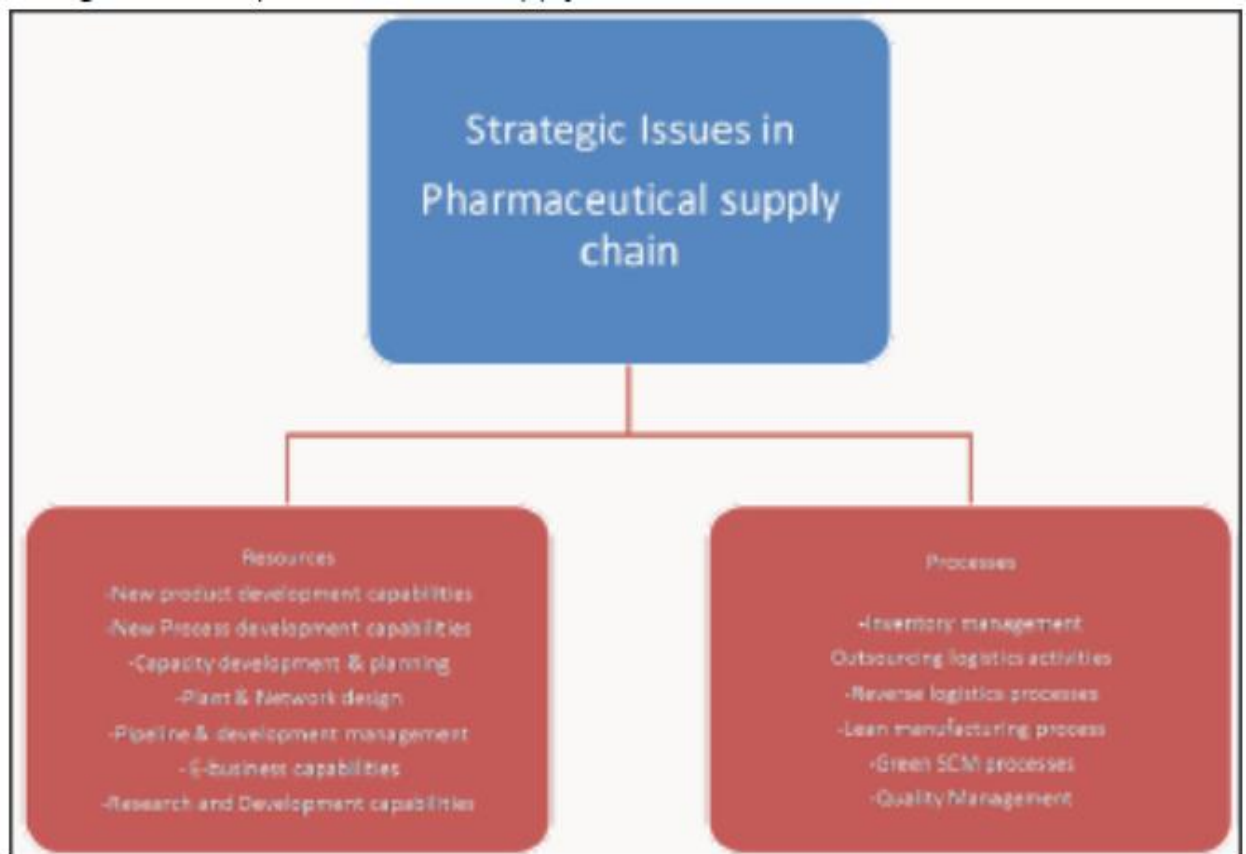 Strategic Issues in
Pharmaceutical supply
chain
Resources
-New product development capabilities
-New Process development capabilities
-Capacity development & planning
-Plant & Network design
-Pipeline & development management
- E-business capabilities
-Research and Development capabilities
Processes
-Inventory management
Outsourcing logistics activities
-Reverse logistics processes
-Lean manufacturing process
-Green SCM processes
-Quality Management